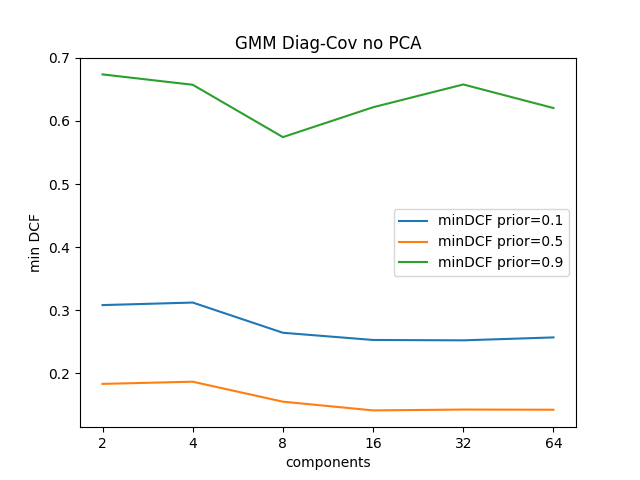 GMM Diag-Cov no PCA
0.7
0.6
0.5
0.4
0.3
0.2
min DCF
minDCF prior=0.1
minDCF prior=0.5
minDCF prior=0.9
2 4 8 16 32 64
components